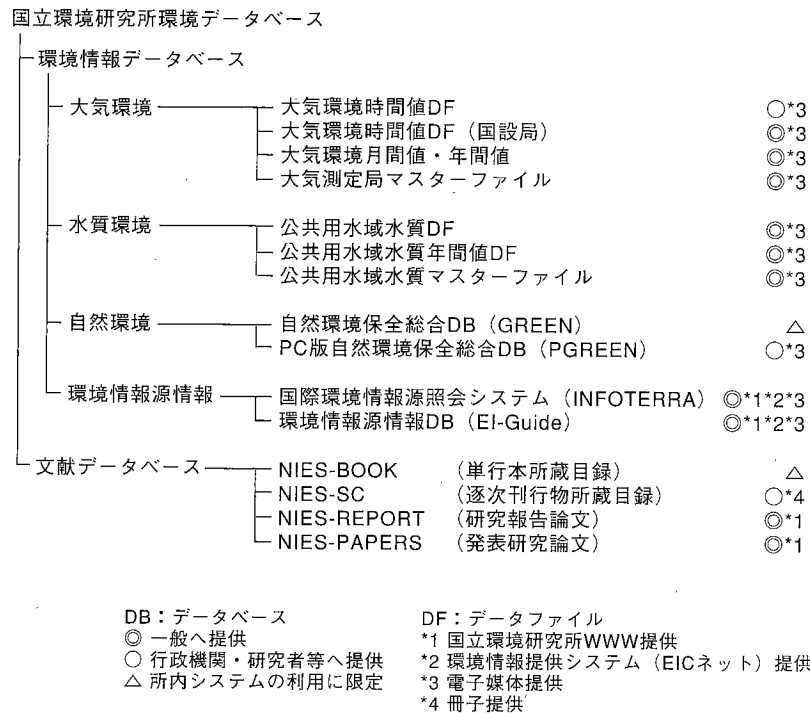 国立環境研究所環境データベース
環境情報データベース
大気環境 大気環境時間値DF ○*3
大気環境時間値DF（国設局） ◎*3
大気環境月間値・年間値 ◎*3
大気測定局マスターファイル ◎*3
水質環境 公共用水域水質DF ◎*3
公共用水域水質年間値DF ◎*3
公共用水域水質マスターファイル ◎*3
自然環境 自然環境保全総合DB（GREEN） △
PC版自然環境保全総合DB（PGREEN） ○*3
環境情報源情報 国際環境情報源照会システム（INFOTERRA） ◎*1*2*3
環境情報源情報DB（EI-Guide） ◎*1*2*3
文献データベース NIES-BOOK （単行本所蔵目録） △
NIES-SC （逐次刊行物所蔵目録） ○*4
NIES-REPORT （研究報告論文） ◎*1
NIES-PAPERS （発表研究論文） ◎*1
DB：データベース DF：データファイル
◎ 一般へ提供 *1 国立環境研究所WWW提供
○ 行政機関・研究者等へ提供 *2 環境情報提供システム（EICネット）提供
△ 所内システムの利用に限定 *3 電子媒体提供
*4 冊子提供